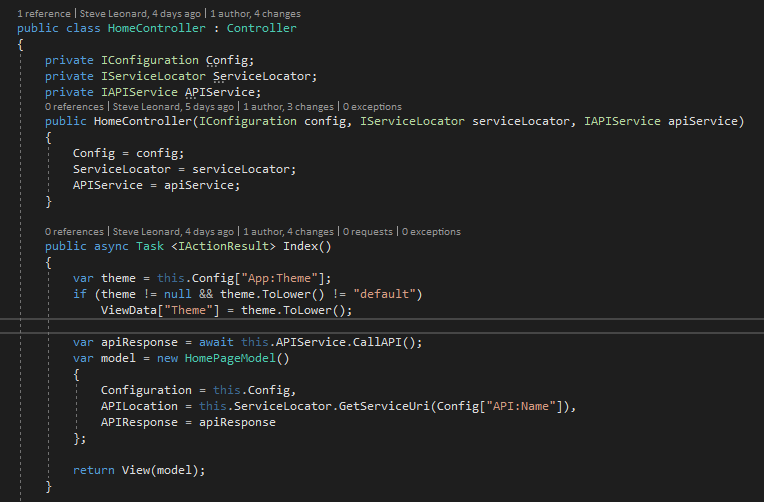 1 reference | Steve Leonard, 4 days ago | 1 author, 4 changes
public class HomeController : Controller
{
private IConfiguration Config;
private IServiceLocator ServiceLocator;
private IAPIService APIService;
0 references | Steve Leonard, 5 days ago | 1 author, 3 changes | 0 exceptions
public HomeController(IConfiguration config, IServiceLocator serviceLocator, IAPIService apiService)
{
Config = config;
ServiceLocator = serviceLocator;
APIService = apiService;
}
0 references | Steve Leonard, 4 days ago | 1 author, 4 changes | 0 requests | 0 exceptions
public async Task <IActionResult> Index()
{
var theme = this.Config["App:Theme"];
if (theme != null && theme.ToLower() != "default")
ViewData["Theme"] = theme.ToLower();
var apiResponse = await this.APIService.CallAPI();
var model = new HomePageModel()
{
Configuration = this.Config,
APILocation = this.ServiceLocator.GetServiceUri(Config["API:Name"]),
APIResponse = apiResponse
};
return View(model);
}